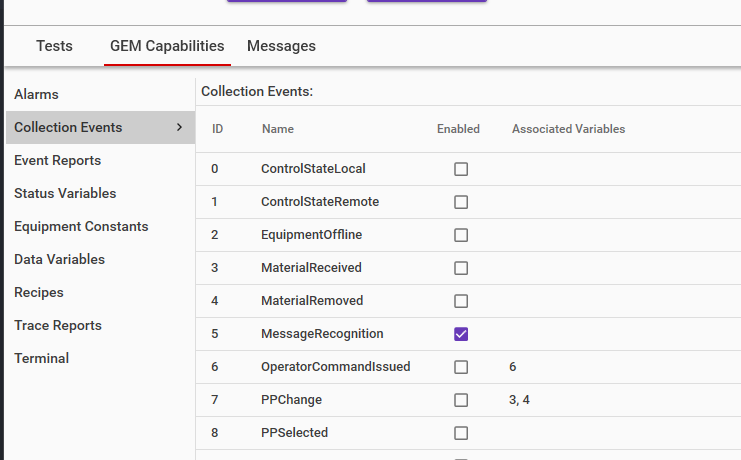 Tests GEM Capabilities Messages
Alarms
Collection Events
Event Reports
Status Variables
Equipment Constants
Data Variables
Recipes
Trace Reports
Terminal
Collection Events:
ID Name Enabled Associated Variables
0 ControlStateLocal
1 ControlStateRemote
2 EquipmentOffline
3 MaterialReceived
4 MaterialRemoved
5 MessageRecognition
6 OperatorCommandIssued 6
7 PPChange 3, 4
8 PPSelected